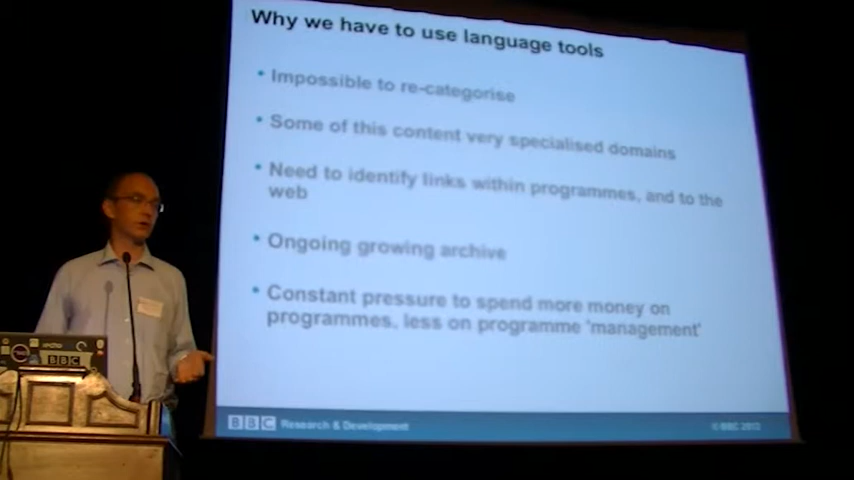 Why we have to use language tools
• Impossible to re-categorise
• Some of this content very specialised domains
• Need to identify links within programmes, and to the
web
• Ongoing growing archive
• Constant pressure to spend more money on
programmes, less on programme 'management'
BBC Research & Development
BBC